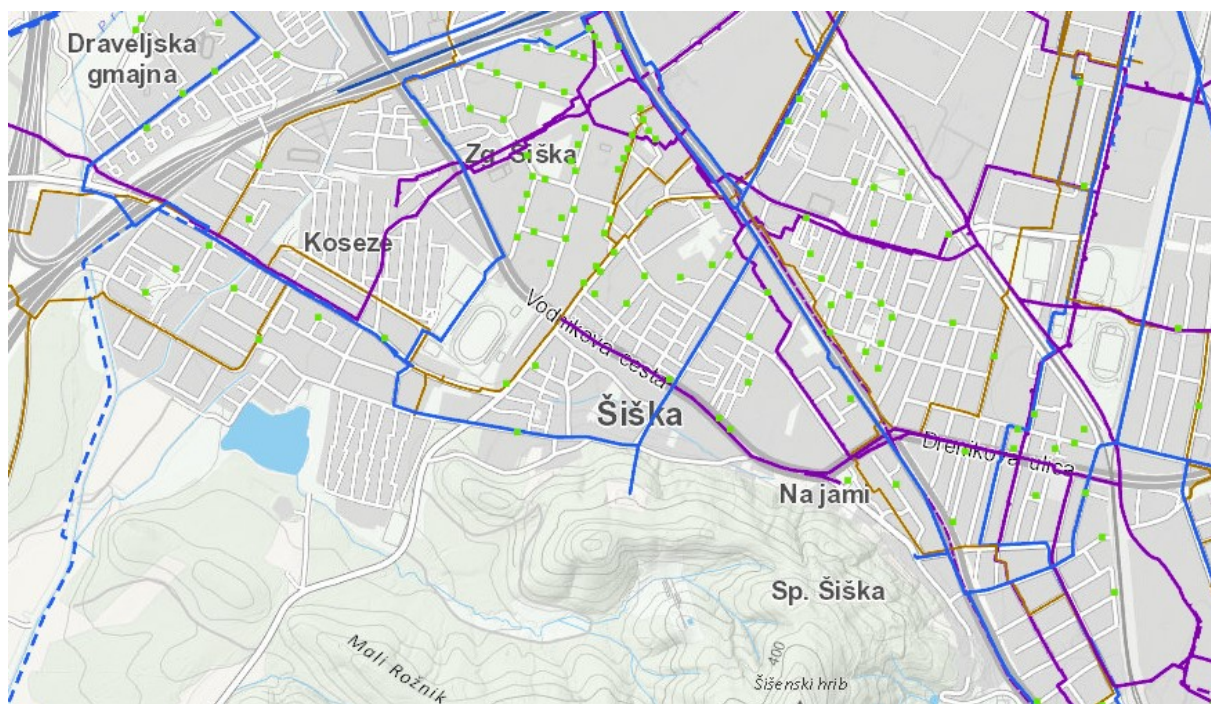 Draveljska
gmajna
Zg. Šiška
Koseze
Vodnikova cesta
Šiška
Drenikova ulica
Na jami
Sp. Šiška
Mali Rožnik
400
Šišenski hrib